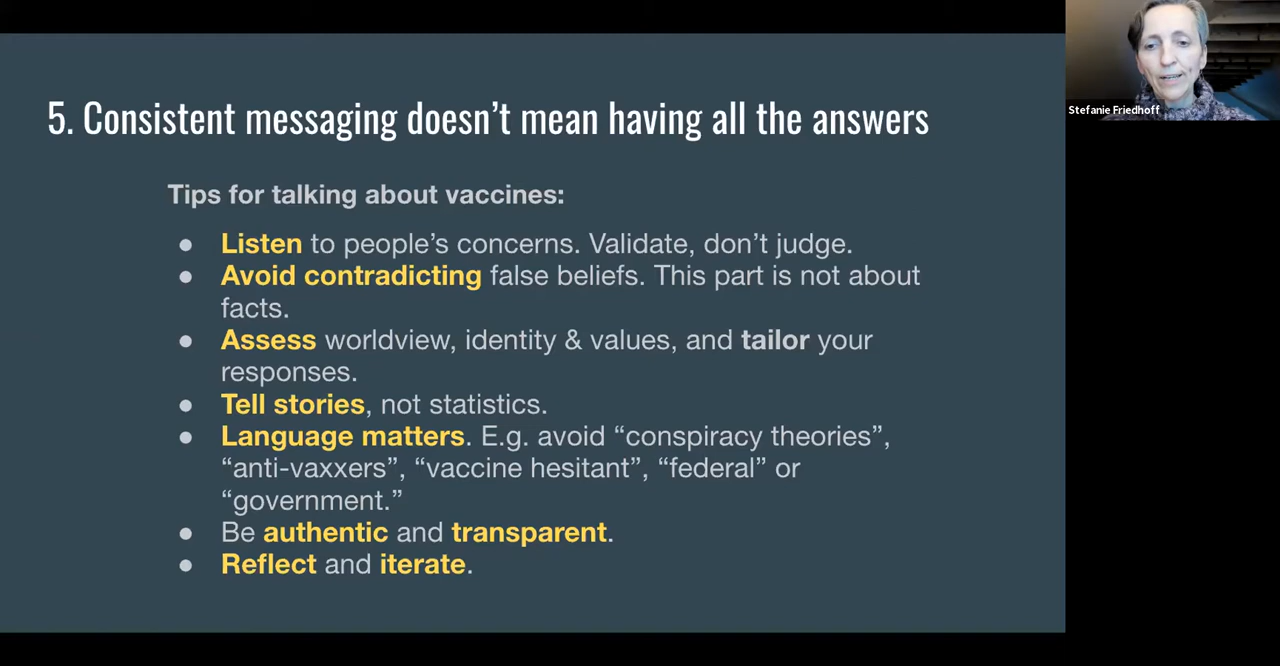 5. Consistent messaging doesn't mean having all the answers
Stefanie Friedhoff
Tips for talking about vaccines:
● Listen to people's concerns. Validate, don't judge.
● Avoid contradicting false beliefs. This part is not about
facts.
● Assess worldview, identity & values, and tailor your
responses.
● Tell stories, not statistics.
● Language matters. E.g. avoid “conspiracy theories”,
“anti-vaxxers”, “vaccine hesitant”, “federal” or
“government.”
● Be authentic and transparent.
● Reflect and iterate.